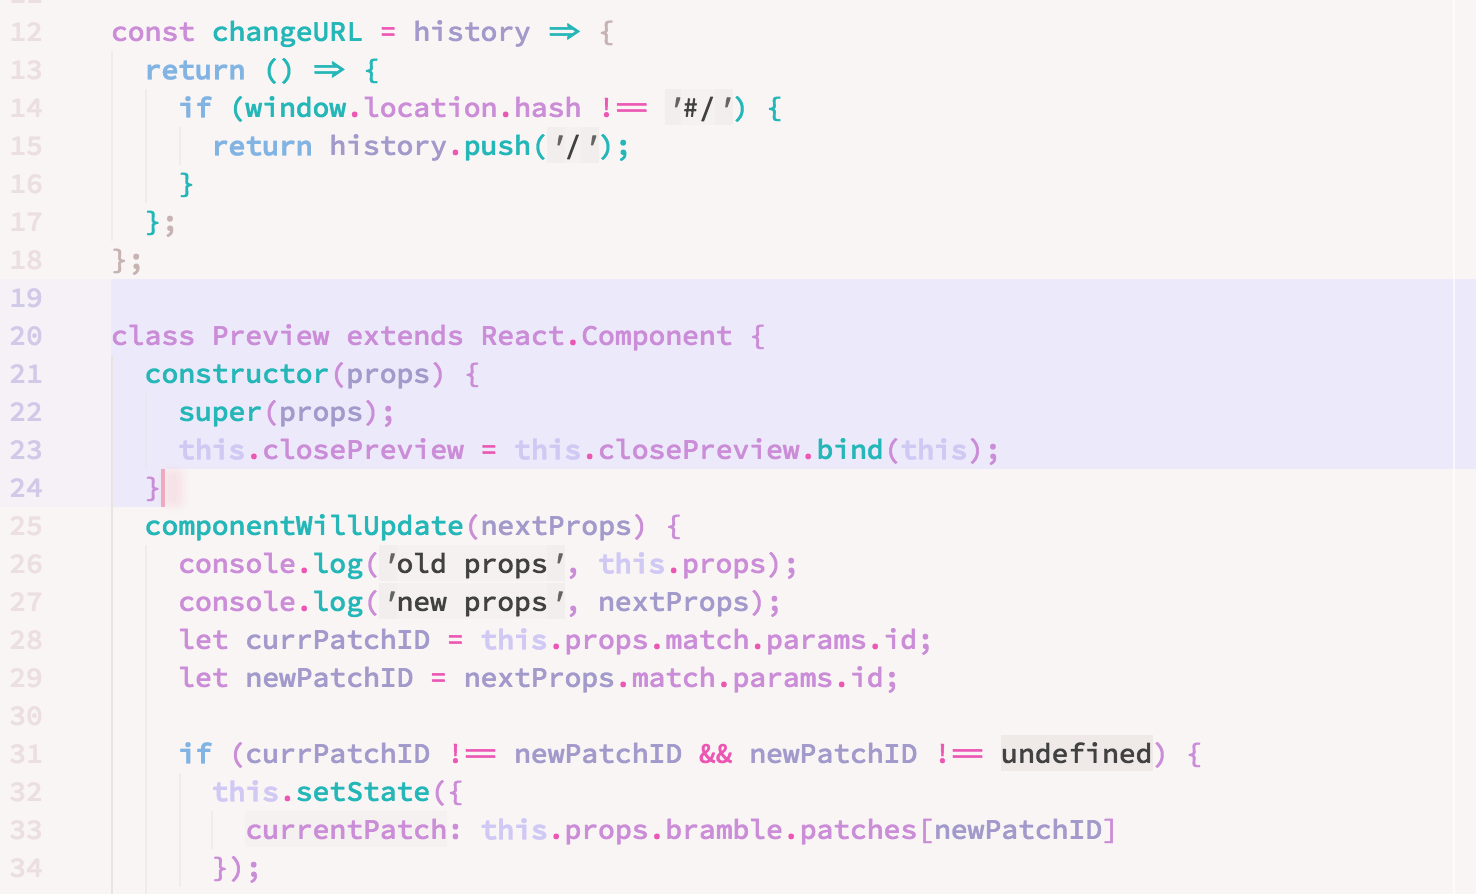 12 const changeURL = history => {
13 return () => {
14 if (window.location.hash !== '#/') {
15 return history.push('/');
16 }
17 };
18 };
19
20 class Preview extends React.Component {
21 constructor(props) {
22 super(props);
23 this.closePreview = this.closePreview.bind(this);
24 }
25 componentWillUpdate(nextProps) {
26 console.log('old props', this.props);
27 console.log('new props', nextProps);
28 let currPatchID = this.props.match.params.id;
29 let newPatchID = nextProps.match.params.id;
30
31 if (currPatchID !== newPatchID && newPatchID !== undefined) {
32 this.setState({
33 currentPatch: this.props.bramble.patches[newPatchID]
34 });